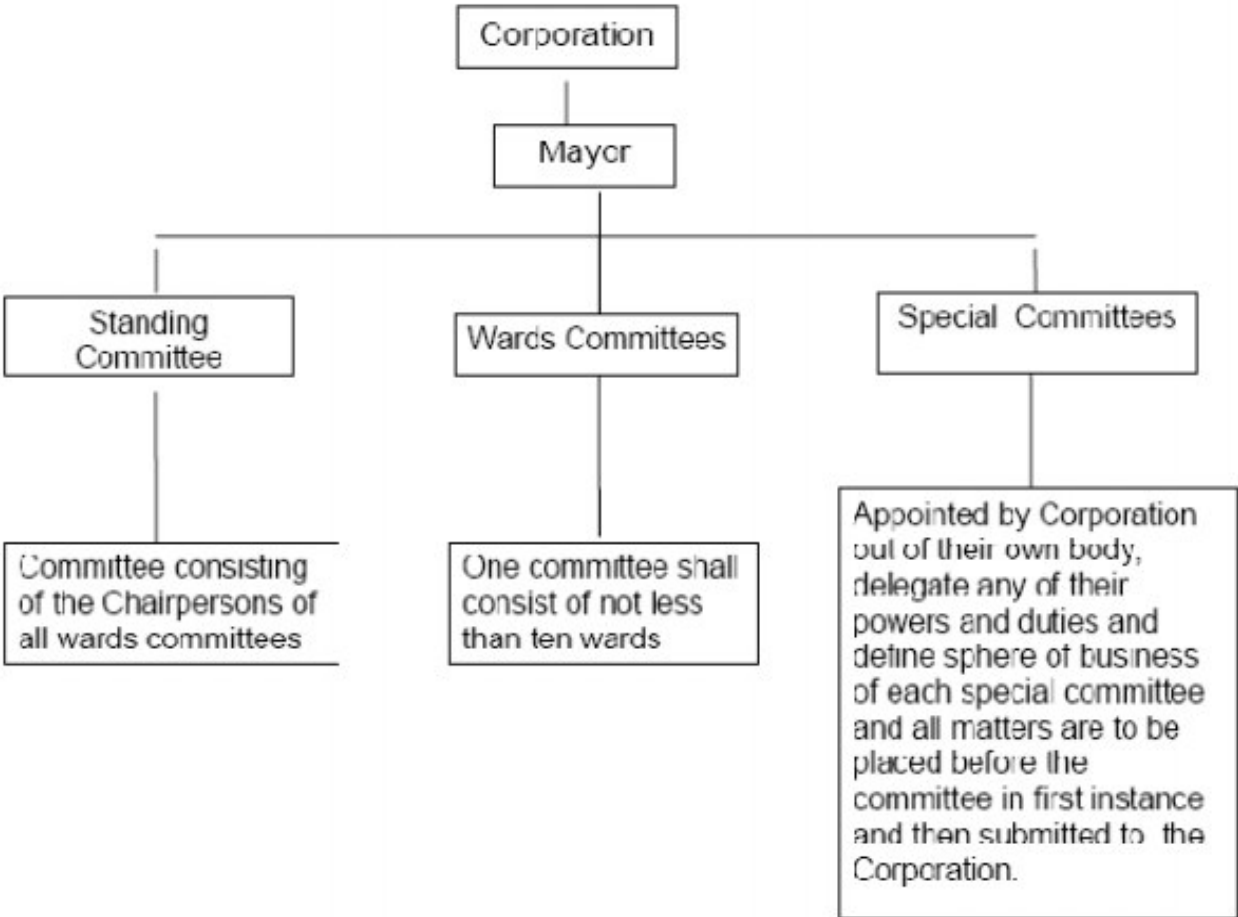 Corporation
Mayor
Standing
Committee
Wards Committees
Special Committees
Committee consisting
of the Chairpersons of
all wards committees
One committee shall
consist of not less
than ten wards
Appointed by Corporation
out of their own body,
delegate any of their
powers and duties and
define sphere of business
of each special committee
and all matters are to be
placed before the
committee in first instance
and then submitted to the
Corporation.